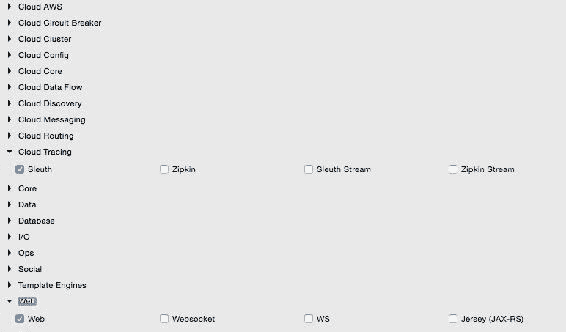 Cloud AWS
Cloud Circuit Breaker
Cloud Cluster
Cloud Config
Cloud Core
Cloud Data Flow
Cloud Discovery
Cloud Messaging
Cloud Routing
Cloud Tracing
Sleuth Zipkin Sleuth Stream Zipkin Stream
Core
Data
Database
I/O
Ops
Social
Template Engines
Web
Web Websocket WS Jersey (JAX-RS)